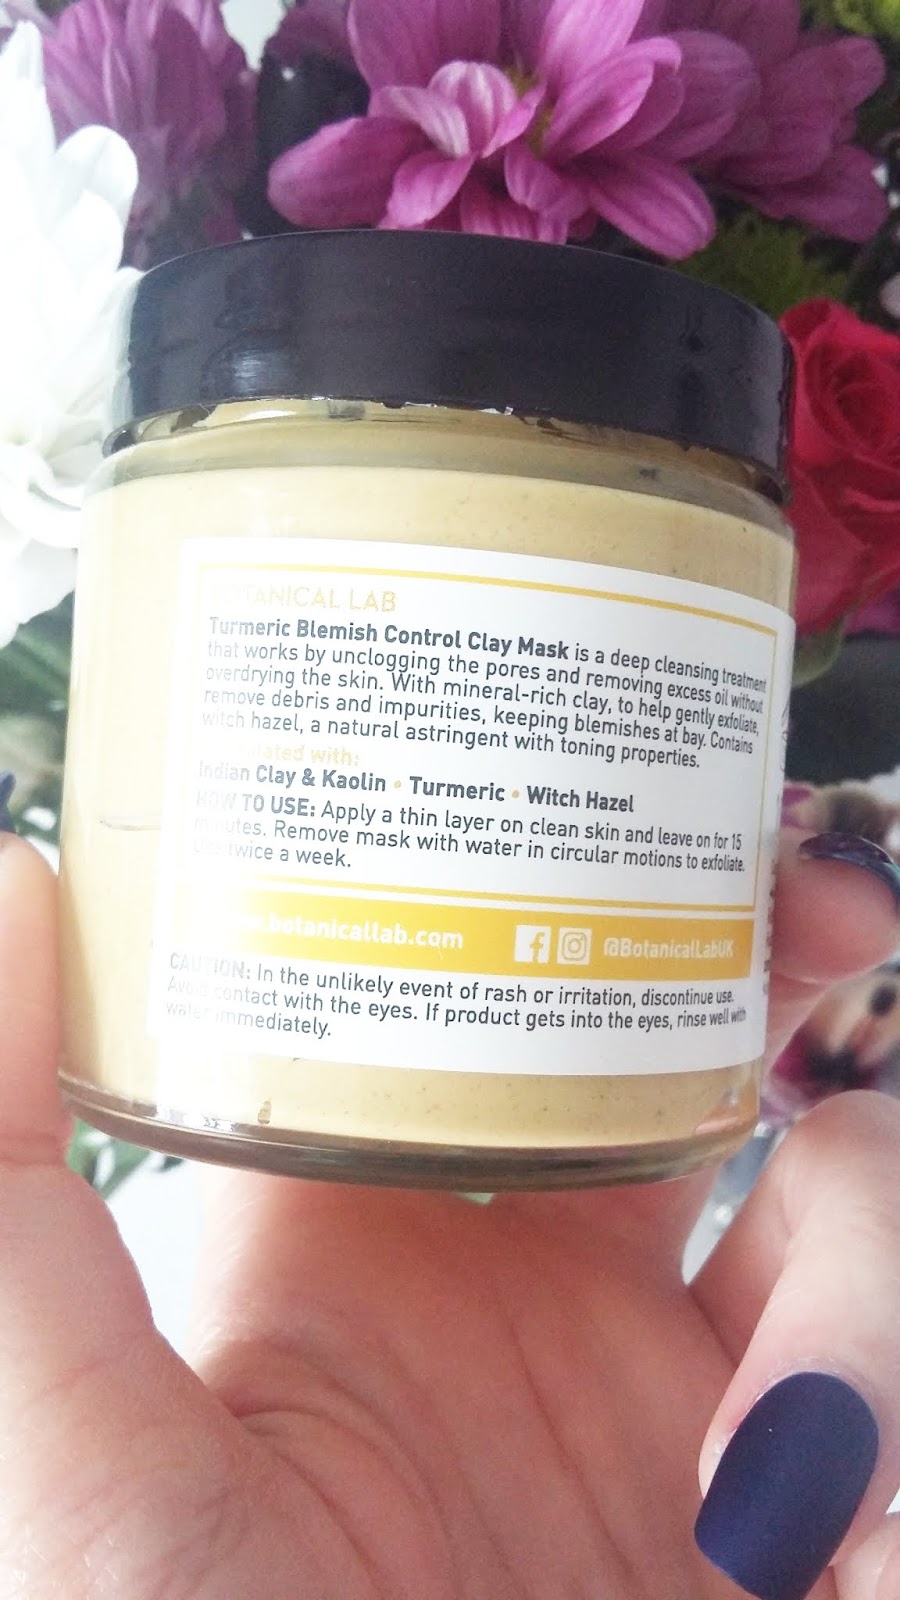 BOTANICAL LAB
Turmeric Blemish Control Clay Mask is a deep cleansing treatment
that works by unclogging the pores and removing excess oil without
overdrying the skin. With mineral-rich clay, to help gently exfoliate,
remove debris and impurities, keeping blemishes at bay. Contains
witch hazel, a natural astringent with toning properties.
with:
Indian Clay & Kaolin • Turmeric • Witch Hazel
HOW TO USE: Apply a thin layer on clean skin and leave on for 15
minutes. Remove mask with water in circular motions to exfoliate.
Use twice a week.
www.botanicallab.com @BotanicalLabUK
CAUTION: In the unlikely event of rash or irritation, discontinue use.
Avoid contact with the eyes. If product gets into the eyes, rinse well with
water immediately.